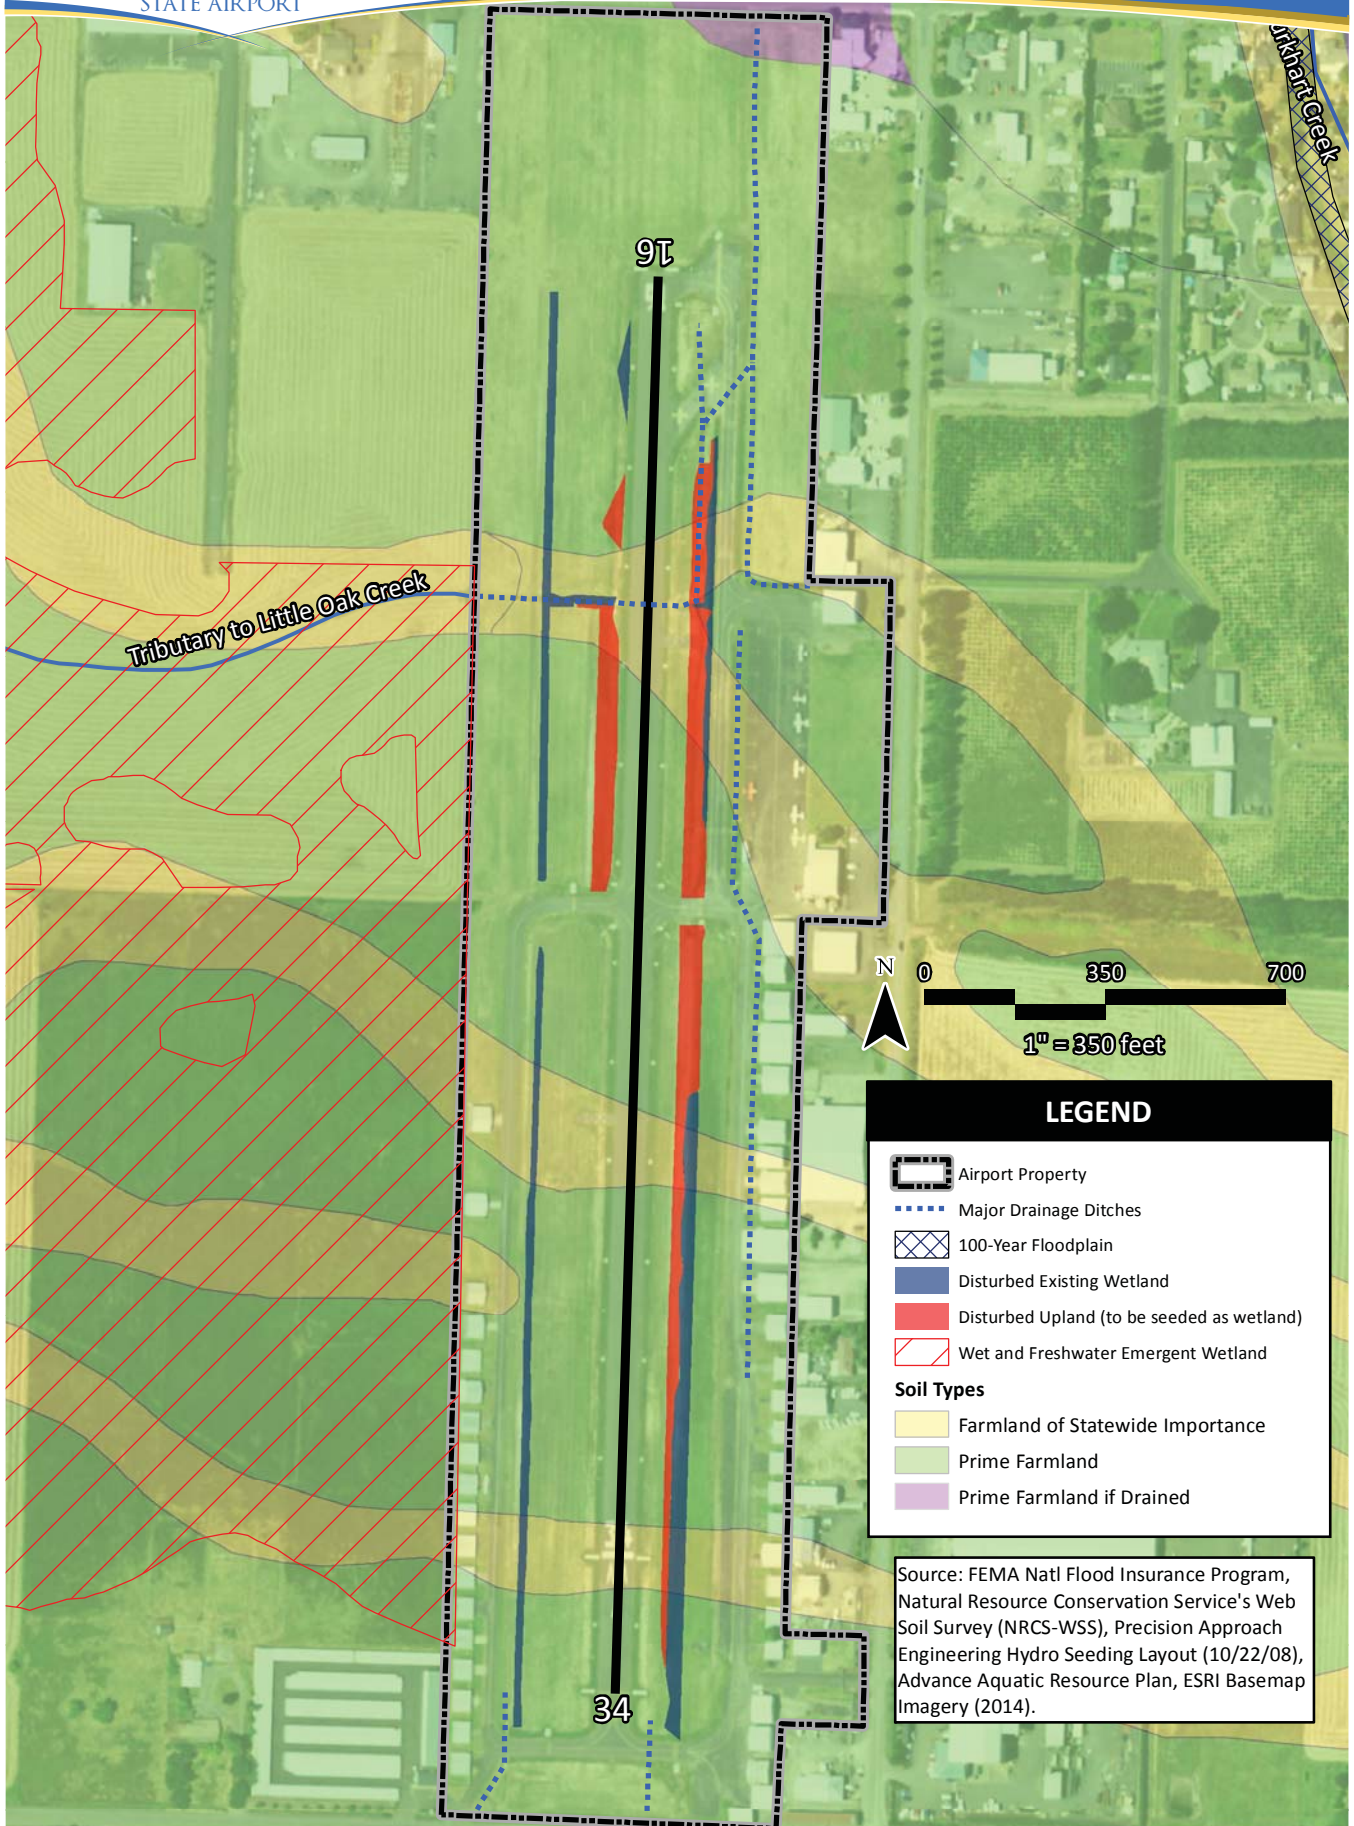 STATE AIRPORT
urkhart Creek
16
Tributary to Little Oak Creek
N
0 350 700
1" = 350 feet
LEGEND
Airport Property
Major Drainage Ditches
100-Year Floodplain
Disturbed Existing Wetland
Disturbed Upland (to be seeded as wetland)
Wet and Freshwater Emergent Wetland
Soil Types
Farmland of Statewide Importance
Prime Farmland
Prime Farmland if Drained
Source: FEMA Natl Flood Insurance Program,
Natural Resource Conservation Service's Web
Soil Survey (NRCS-WSS), Precision Approach
Engineering Hydro Seeding Layout (10/22/08),
Advance Aquatic Resource Plan, ESRI Basemap
Imagery (2014).
34